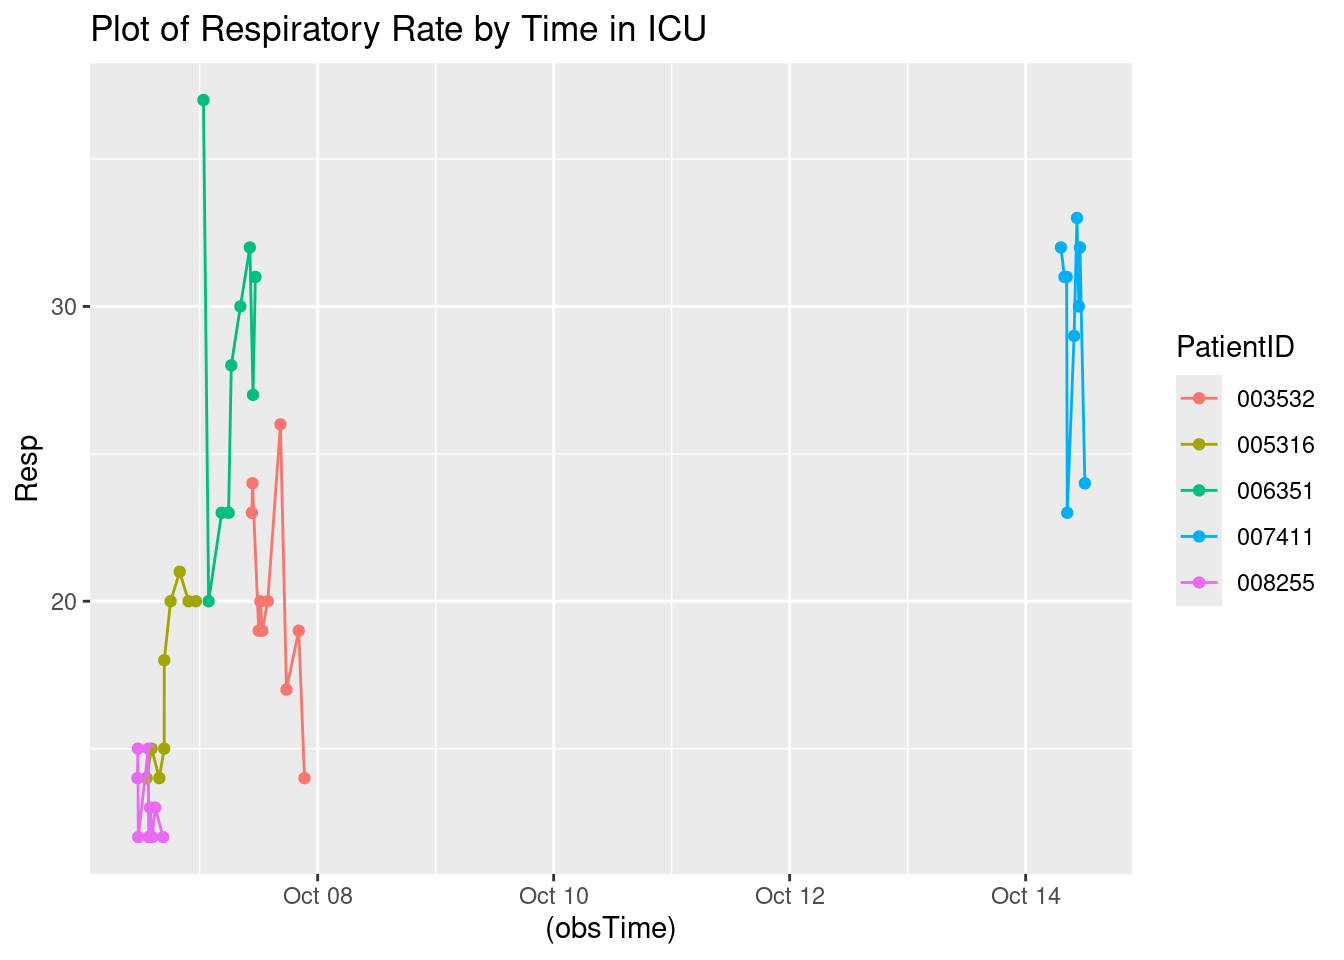 Plot of Respiratory Rate by Time in ICU
Resp
30
20
Oct 08
Oct 10
Oct 12
Oct 14
(obsTime)
PatientID
003532
005316
006351
007411
008255